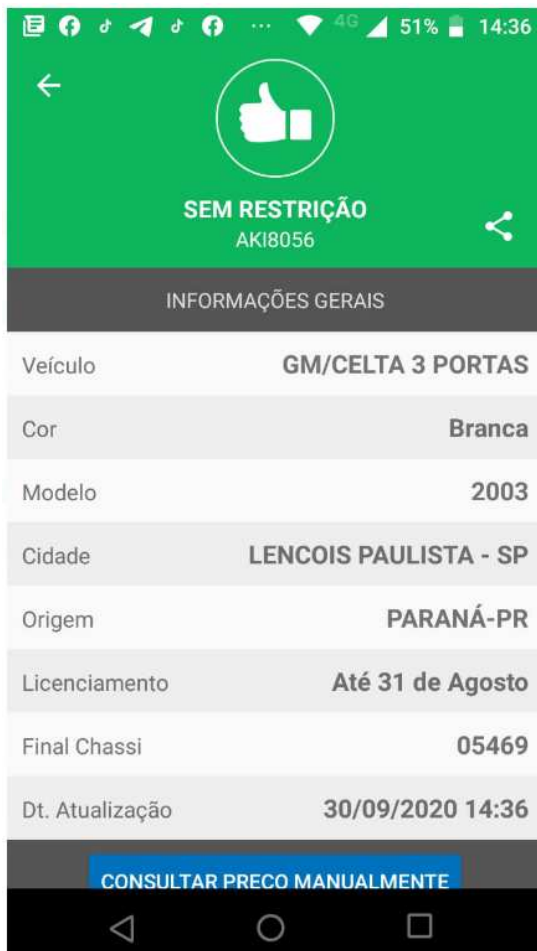 4G 51% 14:36
SEM RESTRIÇÃO
AKI8056
INFORMAÇÕES GERAIS
Veículo GM/CELTA 3 PORTAS
Cor Branca
Modelo 2003
Cidade LENCOIS PAULISTA - SP
Origem PARANÁ-PR
Licenciamento Até 31 de Agosto
Final Chassi 05469
Dt. Atualização 30/09/2020 14:36
CONSULTAR PREÇO MANUALMENTE